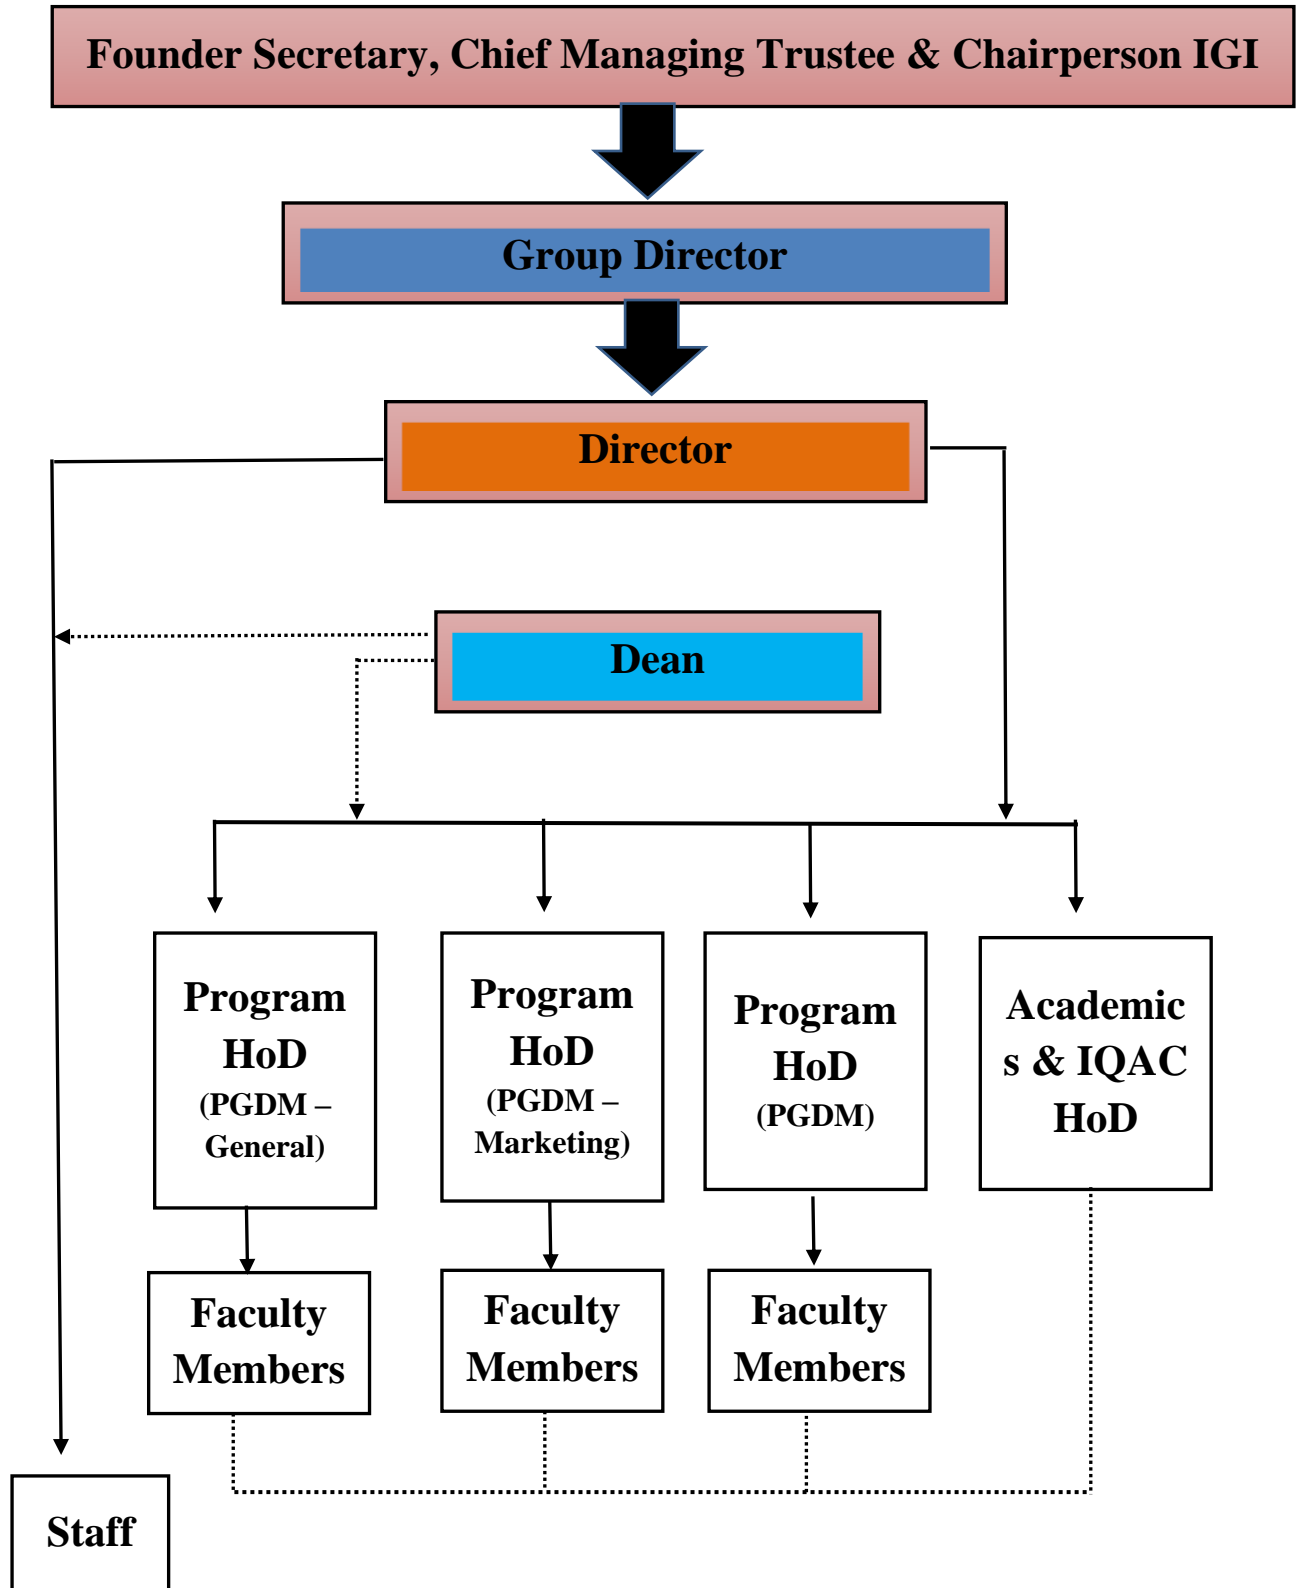 Founder Secretary, Chief Managing Trustee & Chairperson IGI
Group Director
Director
Dean
Program
HoD
(PGDM –
General)
Program
HoD
(PGDM –
Marketing)
Program
HoD
(PGDM)
Academic
s & IQAC
HoD
Faculty
Members
Faculty
Members
Faculty
Members
Staff